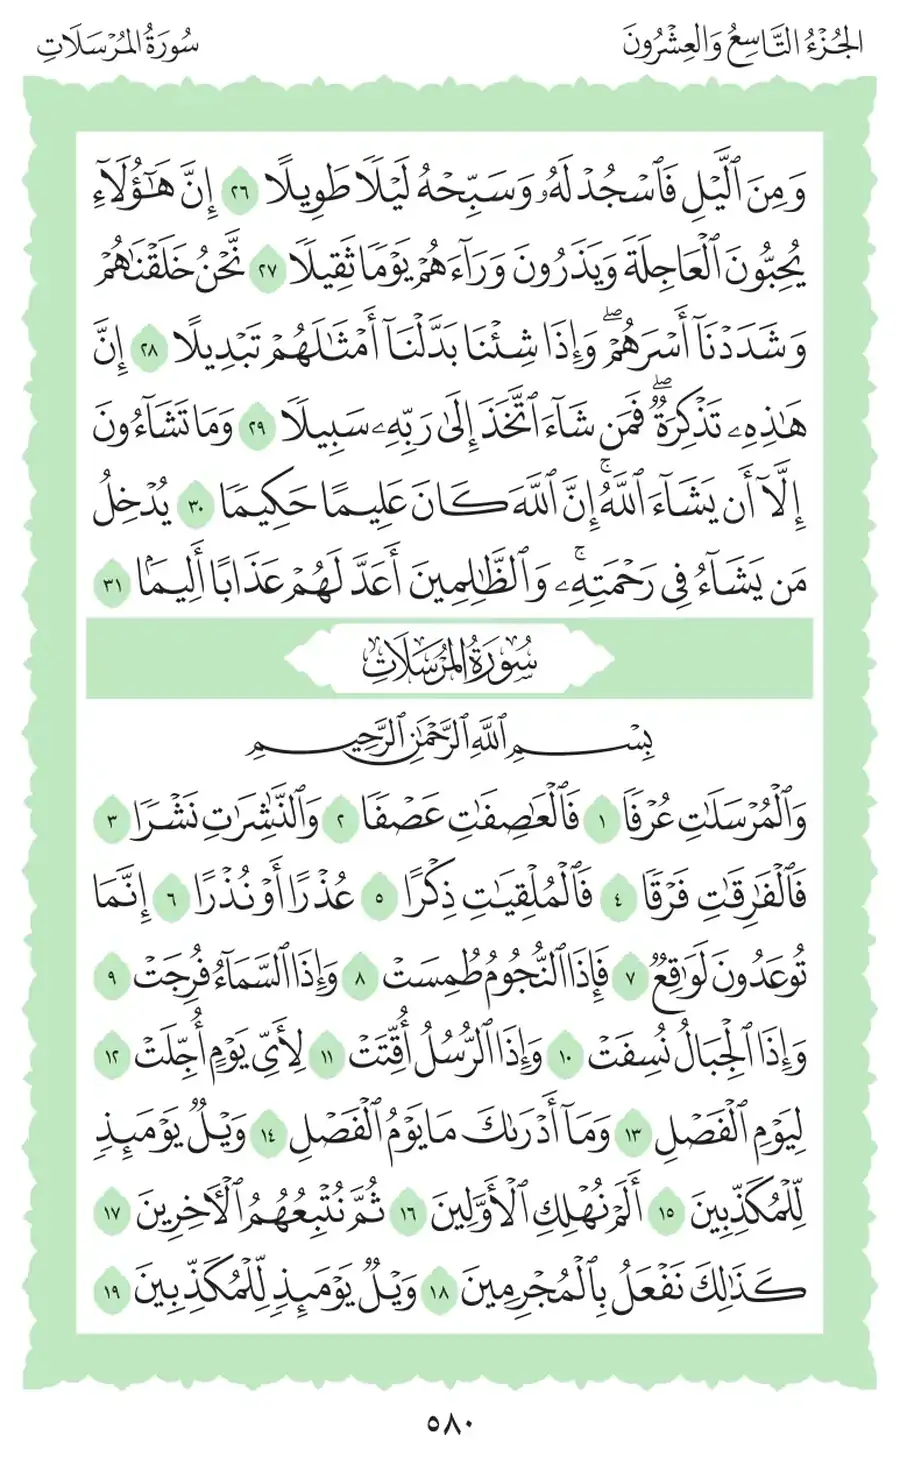 الجُزْءُ التَّاسِعُ وَالعِشْرُونَ
سُورَةُ المُرْسَلَاتِ
وَمِنَ ٱلَّيْلِ فَٱسْجُدْ لَهُۥ وَسَبِّحْهُ لَيْلًا طَوِيلًا ٢٦ إِنَّ هَـٰٓؤُلَآءِ
يُحِبُّونَ ٱلْعَاجِلَةَ وَيَذَرُونَ وَرَآءَهُمْ يَوْمًا ثَقِيلًا ٢٧ نَّحْنُ خَلَقْنَـٰهُمْ
وَشَدَدْنَآ أَسْرَهُمْ ۖ وَإِذَا شِئْنَا بَدَّلْنَآ أَمْثَـٰلَهُمْ تَبْدِيلًا ٢٨ إِنَّ
هَـٰذِهِۦ تَذْكِرَةٌ ۖ فَمَن شَآءَ ٱتَّخَذَ إِلَىٰ رَبِّهِۦ سَبِيلًا ٢٩ وَمَا تَشَآءُونَ
إِلَّآ أَن يَشَآءَ ٱللَّهُ ۚ إِنَّ ٱللَّهَ كَانَ عَلِيمًا حَكِيمًا ٣٠ يُدْخِلُ
مَن يَشَآءُ فِى رَحْمَتِهِۦ ۚ وَٱلظَّـٰلِمِينَ أَعَدَّ لَهُمْ عَذَابًا أَلِيمًۢا ٣١
سُورَةُ المُرْسَلَاتِ
بِسْمِ ٱللَّهِ ٱلرَّحْمَـٰنِ ٱلرَّحِيمِ
وَٱلْمُرْسَلَـٰتِ عُرْفًا ١ فَٱلْعَـٰصِفَـٰتِ عَصْفًا ٢ وَٱلنَّـٰشِرَٰتِ نَشْرًا ٣
فَٱلْفَـٰرِقَـٰتِ فَرْقًا ٤ فَٱلْمُلْقِيَـٰتِ ذِكْرًا ٥ عُذْرًا أَوْ نُذْرًا ٦ إِنَّمَا
تُوعَدُونَ لَوَٰقِعٌ ٧ فَإِذَا ٱلنُّجُومُ طُمِسَتْ ٨ وَإِذَا ٱلسَّمَآءُ فُرِجَتْ ٩
وَإِذَا ٱلْجِبَالُ نُسِفَتْ ١٠ وَإِذَا ٱلرُّسُلُ أُقِّتَتْ ١١ لِأَىِّ يَوْمٍ أُجِّلَتْ ١٢
لِيَوْمِ ٱلْفَصْلِ ١٣ وَمَآ أَدْرَىٰكَ مَا يَوْمُ ٱلْفَصْلِ ١٤ وَيْلٌ يَوْمَئِذٍ
لِّلْمُكَذِّبِينَ ١٥ أَلَمْ نُهْلِكِ ٱلْأَوَّلِينَ ١٦ ثُمَّ نُتْبِعُهُمُ ٱلْـَٔاخِرِينَ ١٧
كَذَٰلِكَ نَفْعَلُ بِٱلْمُجْرِمِينَ ١٨ وَيْلٌ يَوْمَئِذٍ لِّلْمُكَذِّبِينَ ١٩
٥٨٠